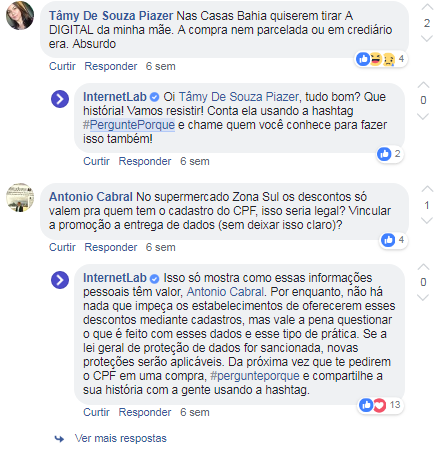 Tâmy De Souza Piazer Nas Casas Bahia quiserem tirar A
DIGITAL da minha mãe. A compra nem parcelada ou em crediário
era. Absurdo
4
2
Curtir Responder 6 sem
InternetLab Oi Tâmy De Souza Piazer, tudo bom? Que
história! Vamos resistir! Conta ela usando a hashtag
#PerguntePorque e chame quem você conhece para fazer
isso também!
2
0
Curtir Responder 6 sem
Antonio Cabral No supermercado Zona Sul os descontos só
valem pra quem tem o cadastro do CPF, isso seria legal? Vincular
a promoção a entrega de dados (sem deixar isso claro)?
4
1
Curtir Responder 6 sem
InternetLab Isso só mostra como essas informações
pessoais têm valor, Antonio Cabral. Por enquanto, não há
nada que impeça os estabelecimentos de oferecerem esses
descontos mediante cadastros, mas vale a pena questionar
o que é feito com esses dados e esse tipo de prática. Se a
lei geral de proteção de dados for sancionada, novas
proteções serão aplicáveis. Da próxima vez que te pedirem
o CPF em uma compra, #pergunteporque e compartilhe a
sua história com a gente usando a hashtag.
13
0
Curtir Responder 6 sem
Ver mais respostas